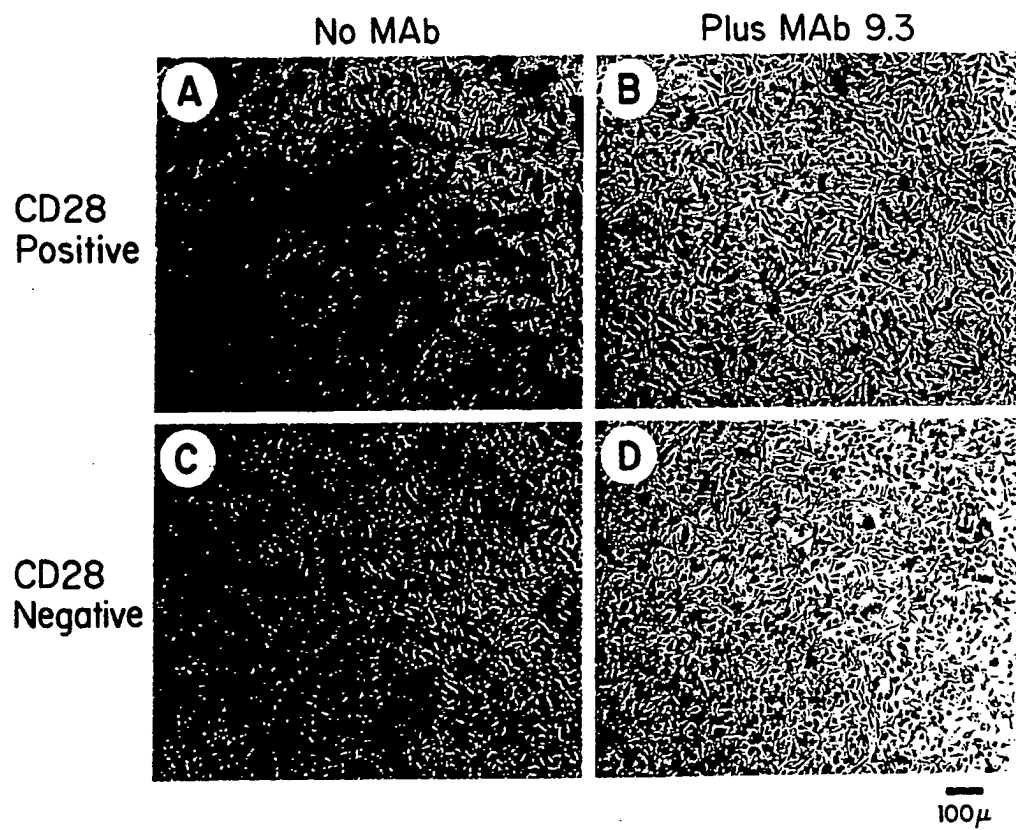 No MAb
Plus MAb 9.3
A
B
CD28
Positive
C
D
CD28
Negative
100μ